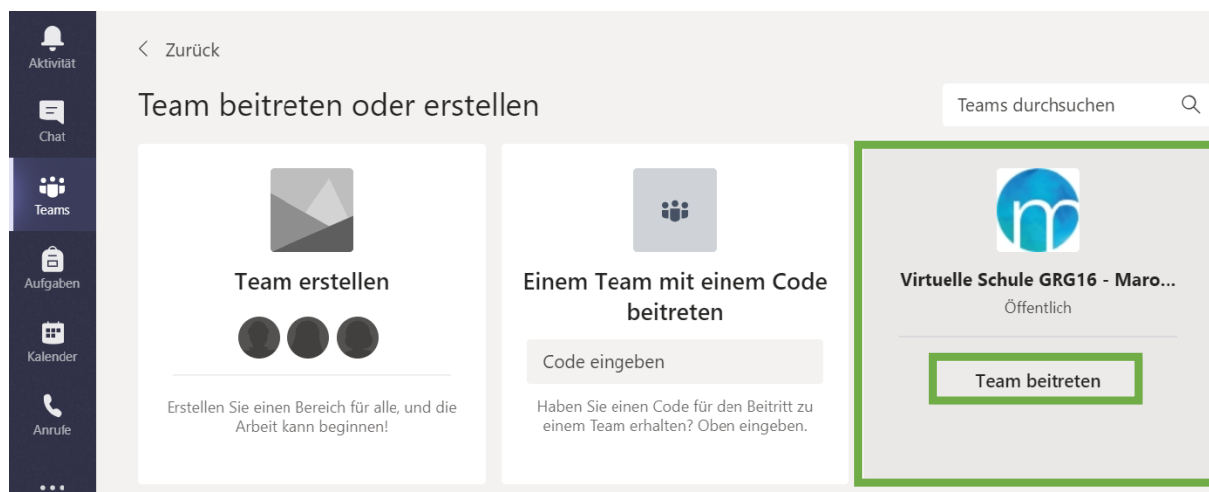 Aktivität
Chat
Teams
Aufgaben
Kalender
Anrufe
Zurück
Team beitreten oder erstellen
Teams durchsuchen
Team erstellen
Erstellen Sie einen Bereich für alle, und die
Arbeit kann beginnen!
Einem Team mit einem Code
beitreten
Code eingeben
Haben Sie einen Code für den Beitritt zu
einem Team erhalten? Oben eingeben.
m
Virtuelle Schule GRG16 - Maro...
Öffentlich
Team beitreten